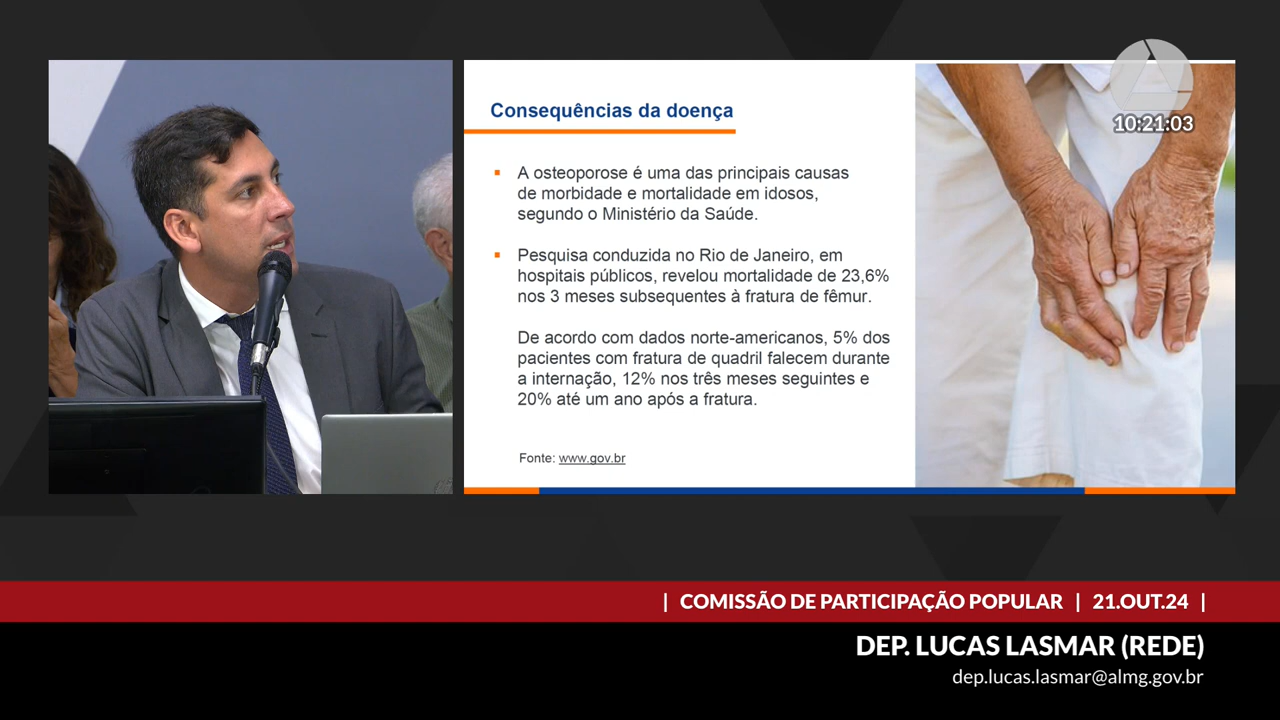 10:21:03
Consequências da doença
▪ A osteoporose é uma das principais causas
de morbidade e mortalidade em idosos,
segundo o Ministério da Saúde.
▪ Pesquisa conduzida no Rio de Janeiro, em
hospitais públicos, revelou mortalidade de 23,6%
nos 3 meses subsequentes à fratura de fêmur.
De acordo com dados norte-americanos, 5% dos
pacientes com fratura de quadril falecem durante
a internação, 12% nos três meses seguintes e
20% até um ano após a fratura.
Fonte: www.gov.br
| COMISSÃO DE PARTICIPAÇÃO POPULAR | 21.OUT.24 |
DEP. LUCAS LASMAR (REDE)
dep.lucas.lasmar@almg.gov.br